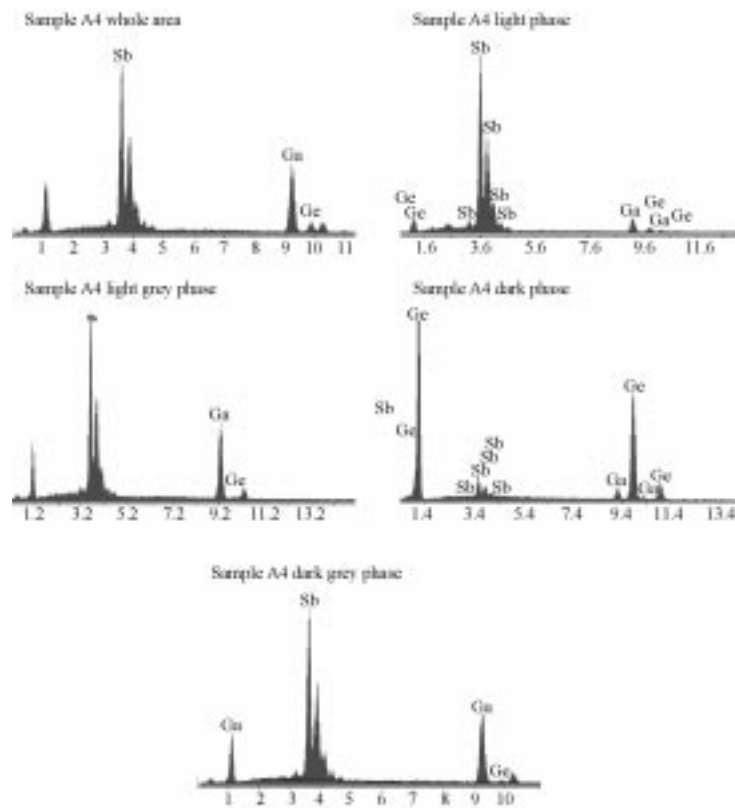 Sample A4 whole area
Sb
Ga
Ge
1 2 3 4 5 6 7 8 9 10 11
Sample A4 light phase
Sb
Sb
Ge
Ge
Sb
Sb
Sb
Ga
Ge
Ga
Ge
1.6 3.6 5.6 7.6 9.6 11.6
Sample A4 light grey phase
Ga
Ge
1.2 3.2 5.2 7.2 9.2 11.2 13.2
Sample A4 dark phase
Ge
Sb
Ge
Sb
Sb
Sb
Sb
Sb
Ge
Ga
Ga
Ge
1.4 3.4 5.4 7.4 9.4 11.4 13.4
Sample A4 dark grey phase
Sb
Ga
Ga
Ge
1 2 3 4 5 6 7 8 9 10